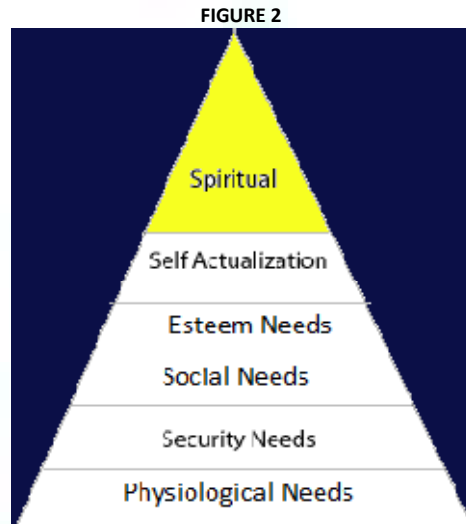 FIGURE 2
Spiritual
Self Actualization
Esteem Needs
Social Needs
Security Needs
Physiological Needs